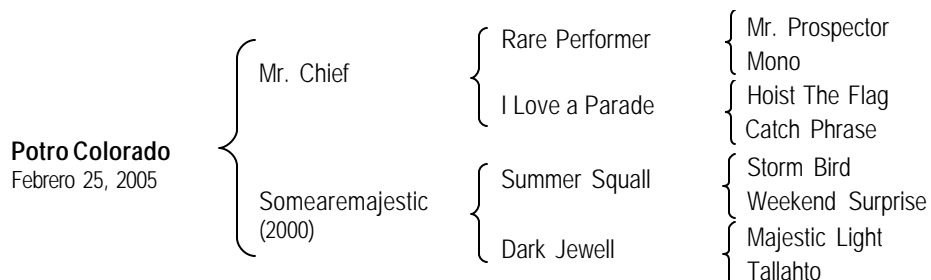 Mr. Prospector
Rare Performer
Mono
Mr. Chief
Hoist The Flag
I Love a Parade
Catch Phrase
Potro Colorado
Febrero 25, 2005
Storm Bird
Summer Squall
Weekend Surprise
Somearemajestic
(2000)
Majestic Light
Dark Jewell
Tallahto